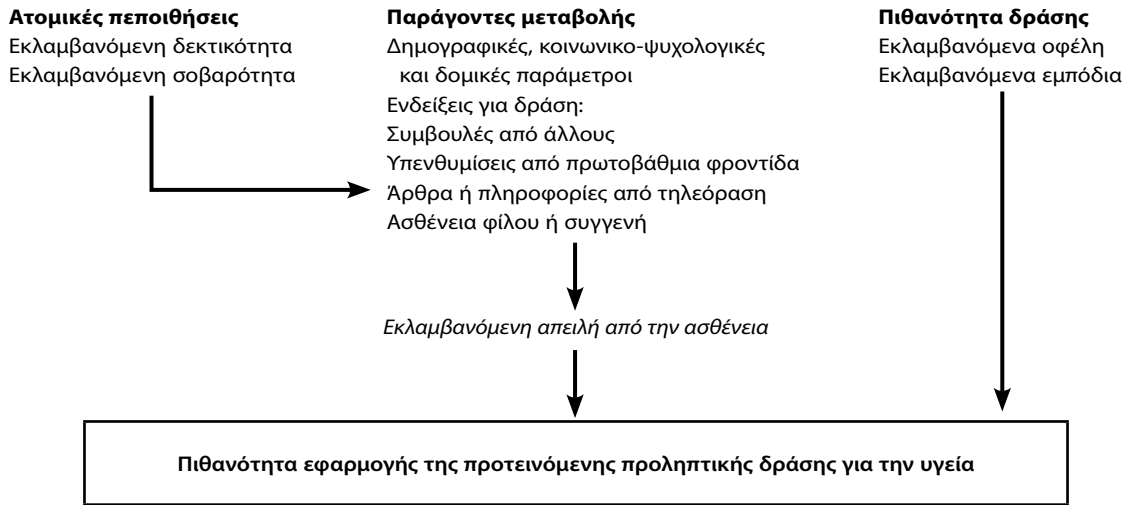 Ατομικές πεποιθήσεις
Εκλαμβανόμενη δεκτικότητα
Εκλαμβανόμενη σοβαρότητα
Παράγοντες μεταβολής
Δημογραφικές, κοινωνικο-ψυχολογικές
και δομικές παράμετροι
Ενδείξεις για δράση:
Συμβουλές από άλλους
Υπενθυμίσεις από πρωτοβάθμια φροντίδα
Άρθρα ή πληροφορίες από τηλεόραση
Ασθένεια φίλου ή συγγενή
Πιθανότητα δράσης
Εκλαμβανόμενα οφέλη
Εκλαμβανόμενα εμπόδια
Εκλαμβανόμενη απειλή από την ασθένεια
Πιθανότητα εφαρμογής της προτεινόμενης προληπτικής δράσης για την υγεία